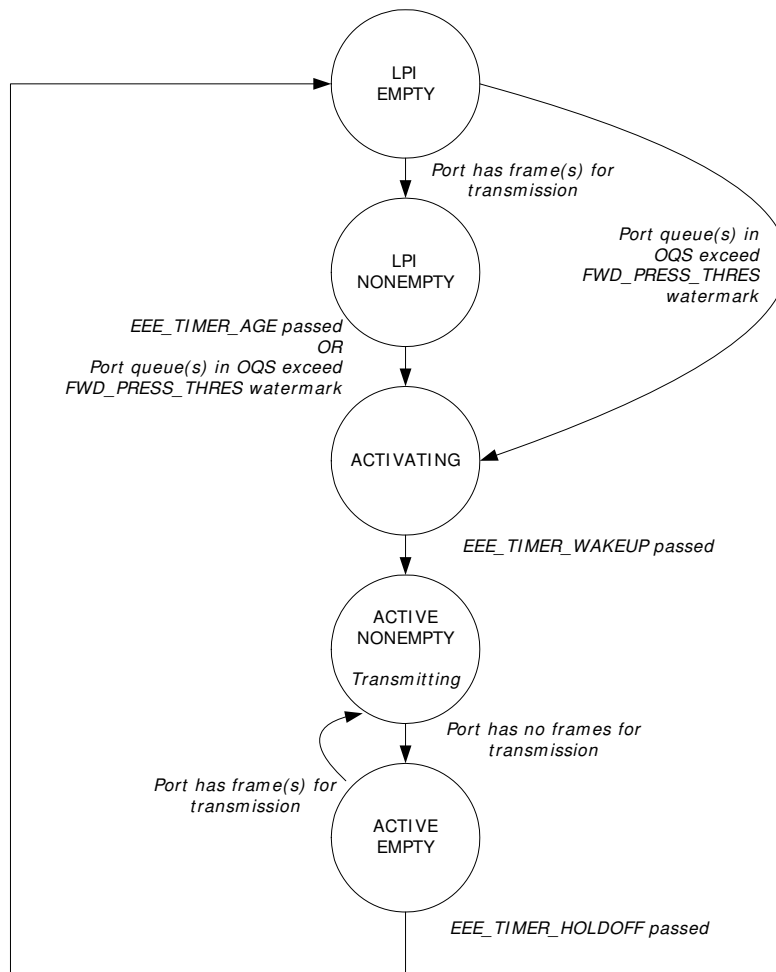 LPI
EMPTY
Port has frame(s) for
transmission
Port queue(s) in
OQS exceed
FWD_PRESS_THRES
watermark
LPI
NONEMPTY
EEE_TIMER_AGE passed
OR
Port queue(s) in OQS exceed
FWD_PRESS_THRES watermark
ACTIVATING
EEE_TIMER_WAKEUP passed
ACTIVE
NONEMPTY
Transmitting
Port has no frames for
transmission
Port has frame(s) for
transmission
ACTIVE
EMPTY
EEE_TIMER_HOLDOFF passed